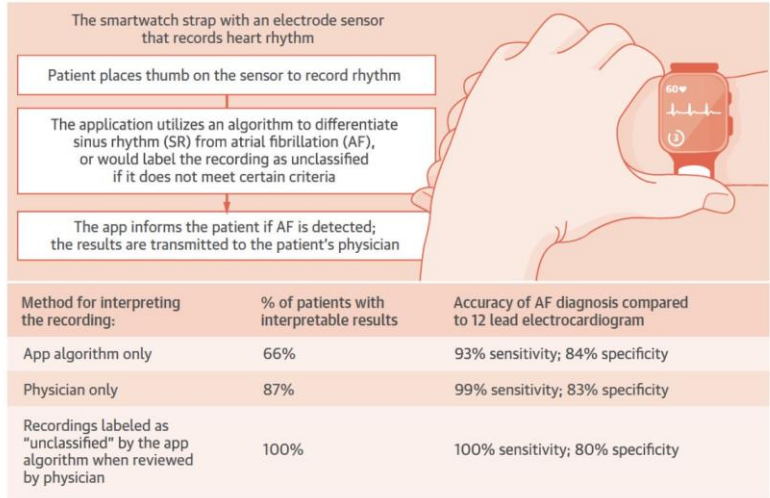 The smartwatch strap with an electrode sensor
that records heart rhythm
Patient places thumb on the sensor to record rhythm
The application utilizes an algorithm to differentiate
sinus rhythm (SR) from atrial fibrillation (AF),
or would label the recording as unclassified
if it does not meet certain criteria
The app informs the patient if AF is detected;
the results are transmitted to the patient's physician
60♥
3
Method for interpreting
the recording:
% of patients with
interpretable results
Accuracy of AF diagnosis compared
to 12 lead electrocardiogram
App algorithm only
66%
93% sensitivity; 84% specificity
Physician only
87%
99% sensitivity; 83% specificity
Recordings labeled as
"unclassified" by the app
algorithm when reviewed
by physician
100%
100% sensitivity; 80% specificity